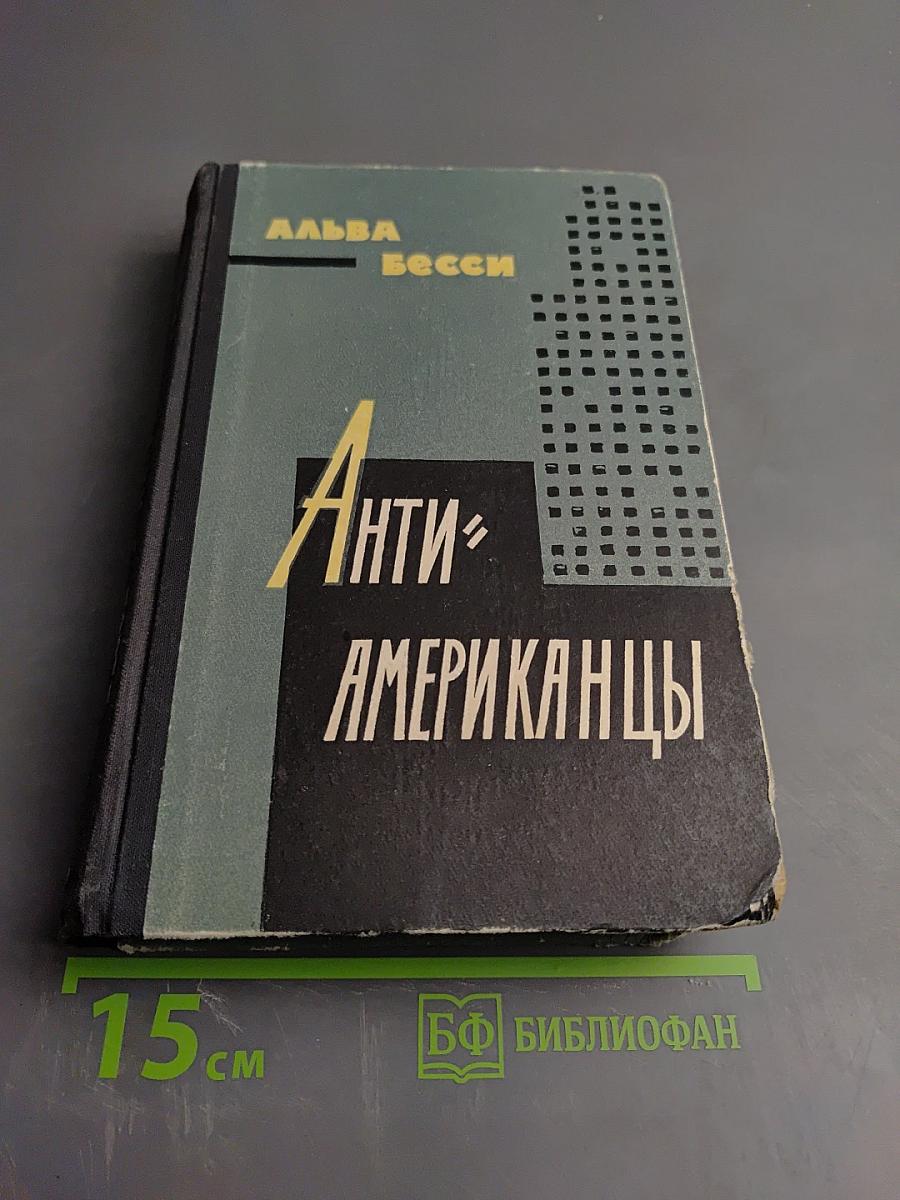 АЛЬВА
БЕССИ
АНТИ=
АМЕРИКАНЦЫ
15 см
БФ БИБЛИОФАН